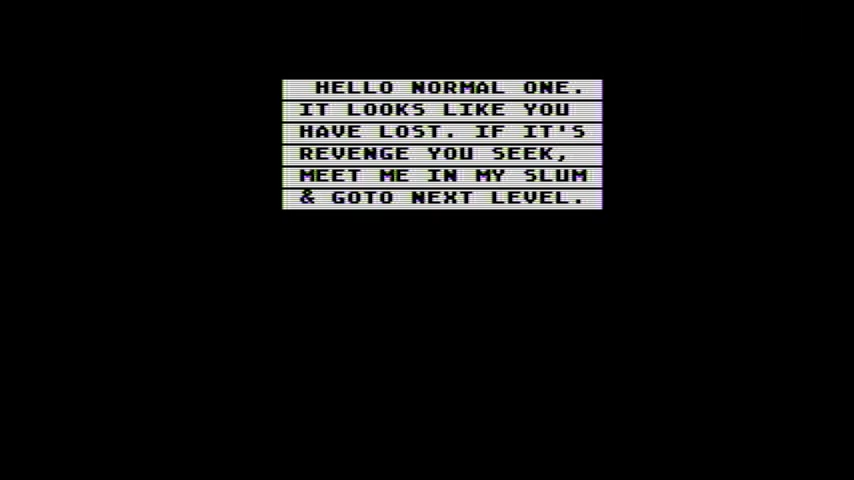 HELLO NORMAL ONE.
IT LOOKS LIKE YOU
HAVE LOST. IF IT'S
REVENGE YOU SEEK,
MEET ME IN MY SLUM
& GOTO NEXT LEVEL.